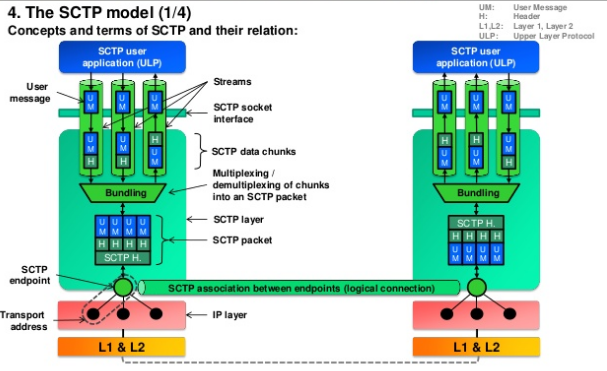 4. The SCTP model (1/4)
Concepts and terms of SCTP and their relation:
UM: User Message
H: Header
L1,L2: Layer 1, Layer 2
ULP: Upper Layer Protocol
SCTP user
application (ULP)
User
message
U
M
U
M
U
M
Streams
SCTP socket
interface
U
M
H
U
M
H
H
U
M
SCTP data chunks
Bundling
Multiplexing /
demultiplexing of chunks
into an SCTP packet
U
M
U
M
U
M
U
M
H H H H
SCTP H.
SCTP layer
SCTP packet
SCTP
endpoint
SCTP association between endpoints (logical connection)
Transport
address
IP layer
L1 & L2
SCTP user
application (ULP)
U
M
U
M
U
M
H
U
M
H
U
M
U
M
H
Bundling
SCTP H.
H H H H
U
M
U
M
U
M
U
M
L1 & L2